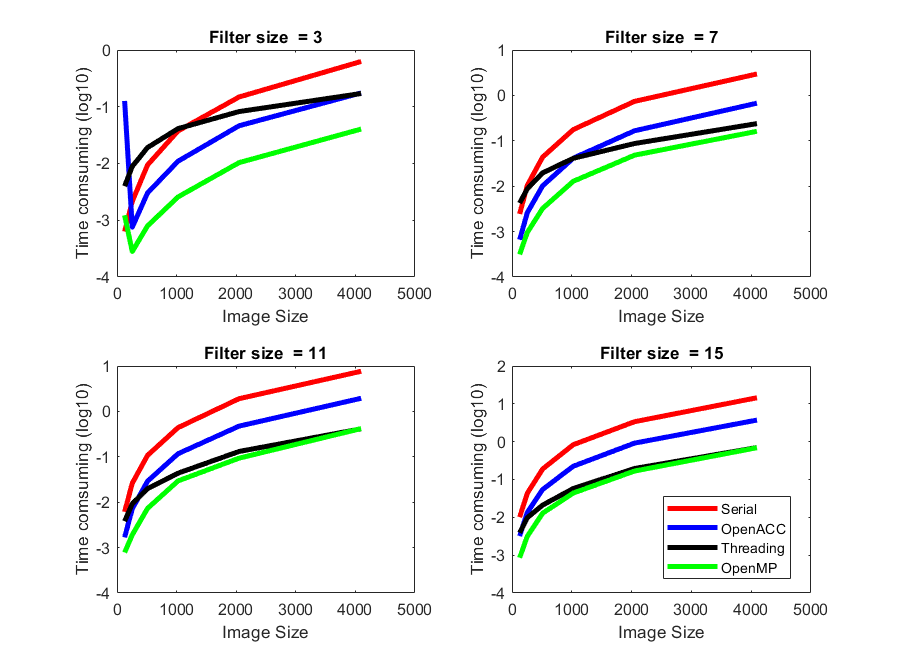 Filter size = 3
0
-1
-2
-3
-4
Time comsuming (log10)
0 1000 2000 3000 4000 5000
Image Size
Filter size = 7
1
0
-1
-2
-3
-4
Time comsuming (log10)
0 1000 2000 3000 4000 5000
Image Size
Filter size = 11
1
0
-1
-2
-3
-4
Time comsuming (log10)
0 1000 2000 3000 4000 5000
Image Size
Filter size = 15
2
1
0
-1
-2
-3
-4
Time comsuming (log10)
Serial
OpenACC
Threading
OpenMP
0 1000 2000 3000 4000 5000
Image Size